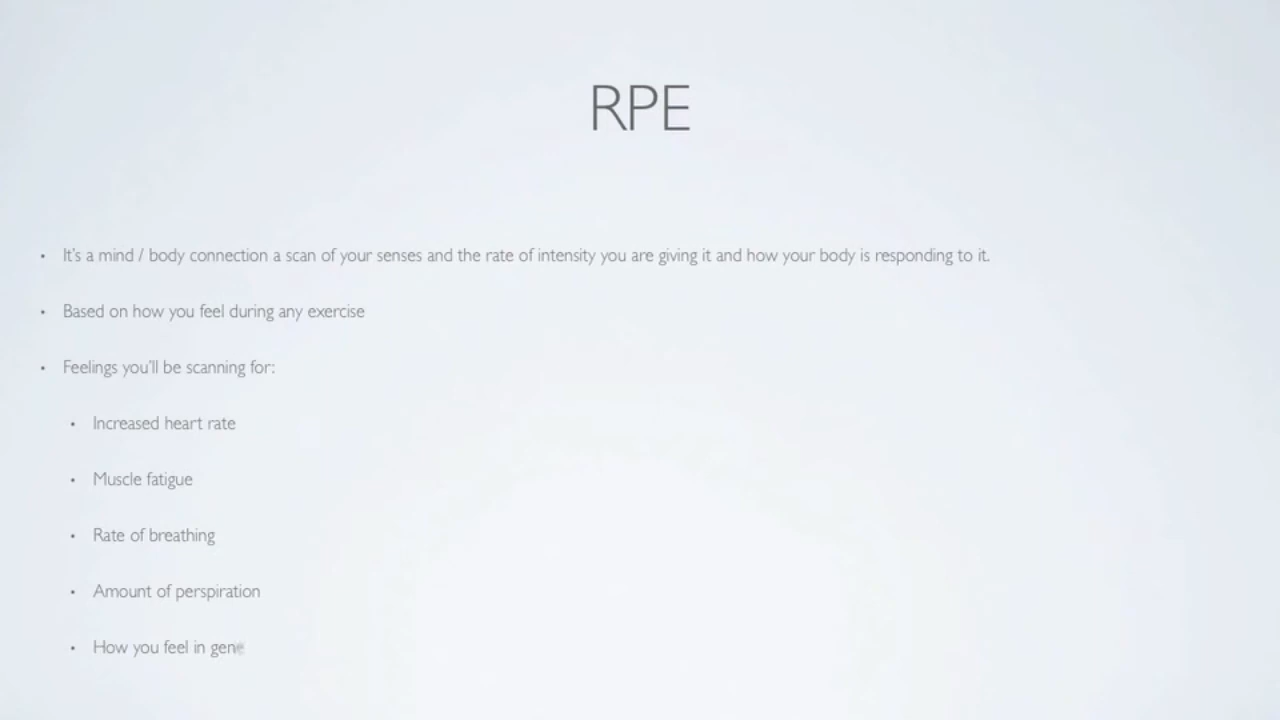 RPE
• It's a mind / body connection a scan of your senses and the rate of intensity you are giving it and how your body is responding to it.
• Based on how you feel during any exercise
• Feelings you'll be scanning for:
• Increased heart rate
• Muscle fatigue
• Rate of breathing
• Amount of perspiration
• How you feel in gene